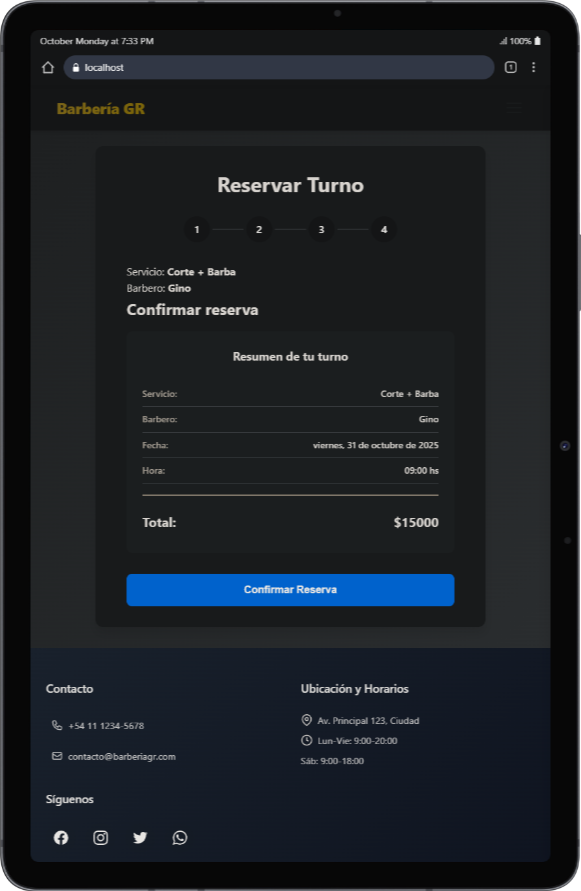 October Monday at 7:33 PM
100%
localhost
1
Barbería GR
Reservar Turno
1 2 3 4
Servicio: Corte + Barba
Barbero: Gino
Confirmar reserva
Resumen de tu turno
Servicio: Corte + Barba
Barbero: Gino
Fecha: viernes, 31 de octubre de 2025
Hora: 09:00 hs
Total: $15000
Confirmar Reserva
Contacto
+54 11 1234-5678
contacto@barberiagr.com
Ubicación y Horarios
Av. Principal 123, Ciudad
Lun-Vie: 9:00-20:00
Sáb: 9:00-18:00
Síguenos